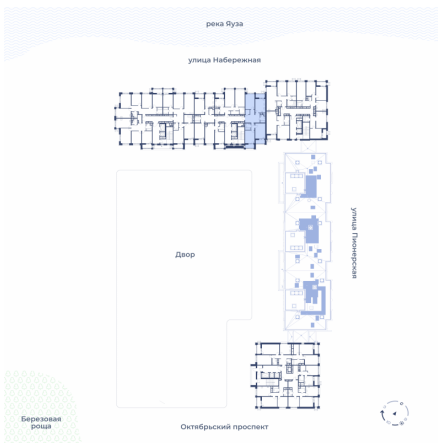 река Яуза
улица Набережная
улица Пионерская
Двор
Березовая
роща
Октябрьский проспект